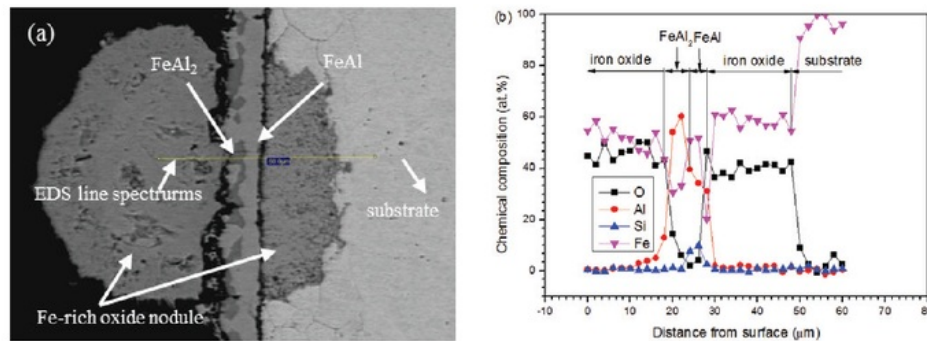 (a)
FeAl2
FeAl
EDS line spectrurms
substrate
Fe-rich oxide nodule
(b)
FeAl2 FeAl
iron oxide
iron oxide
substrate
Chemical composition (at.%)
100
80
60
40
20
0
O
Al
Si
Fe
-10 0 10 20 30 40 50 60 70
Distance from surface (μm)